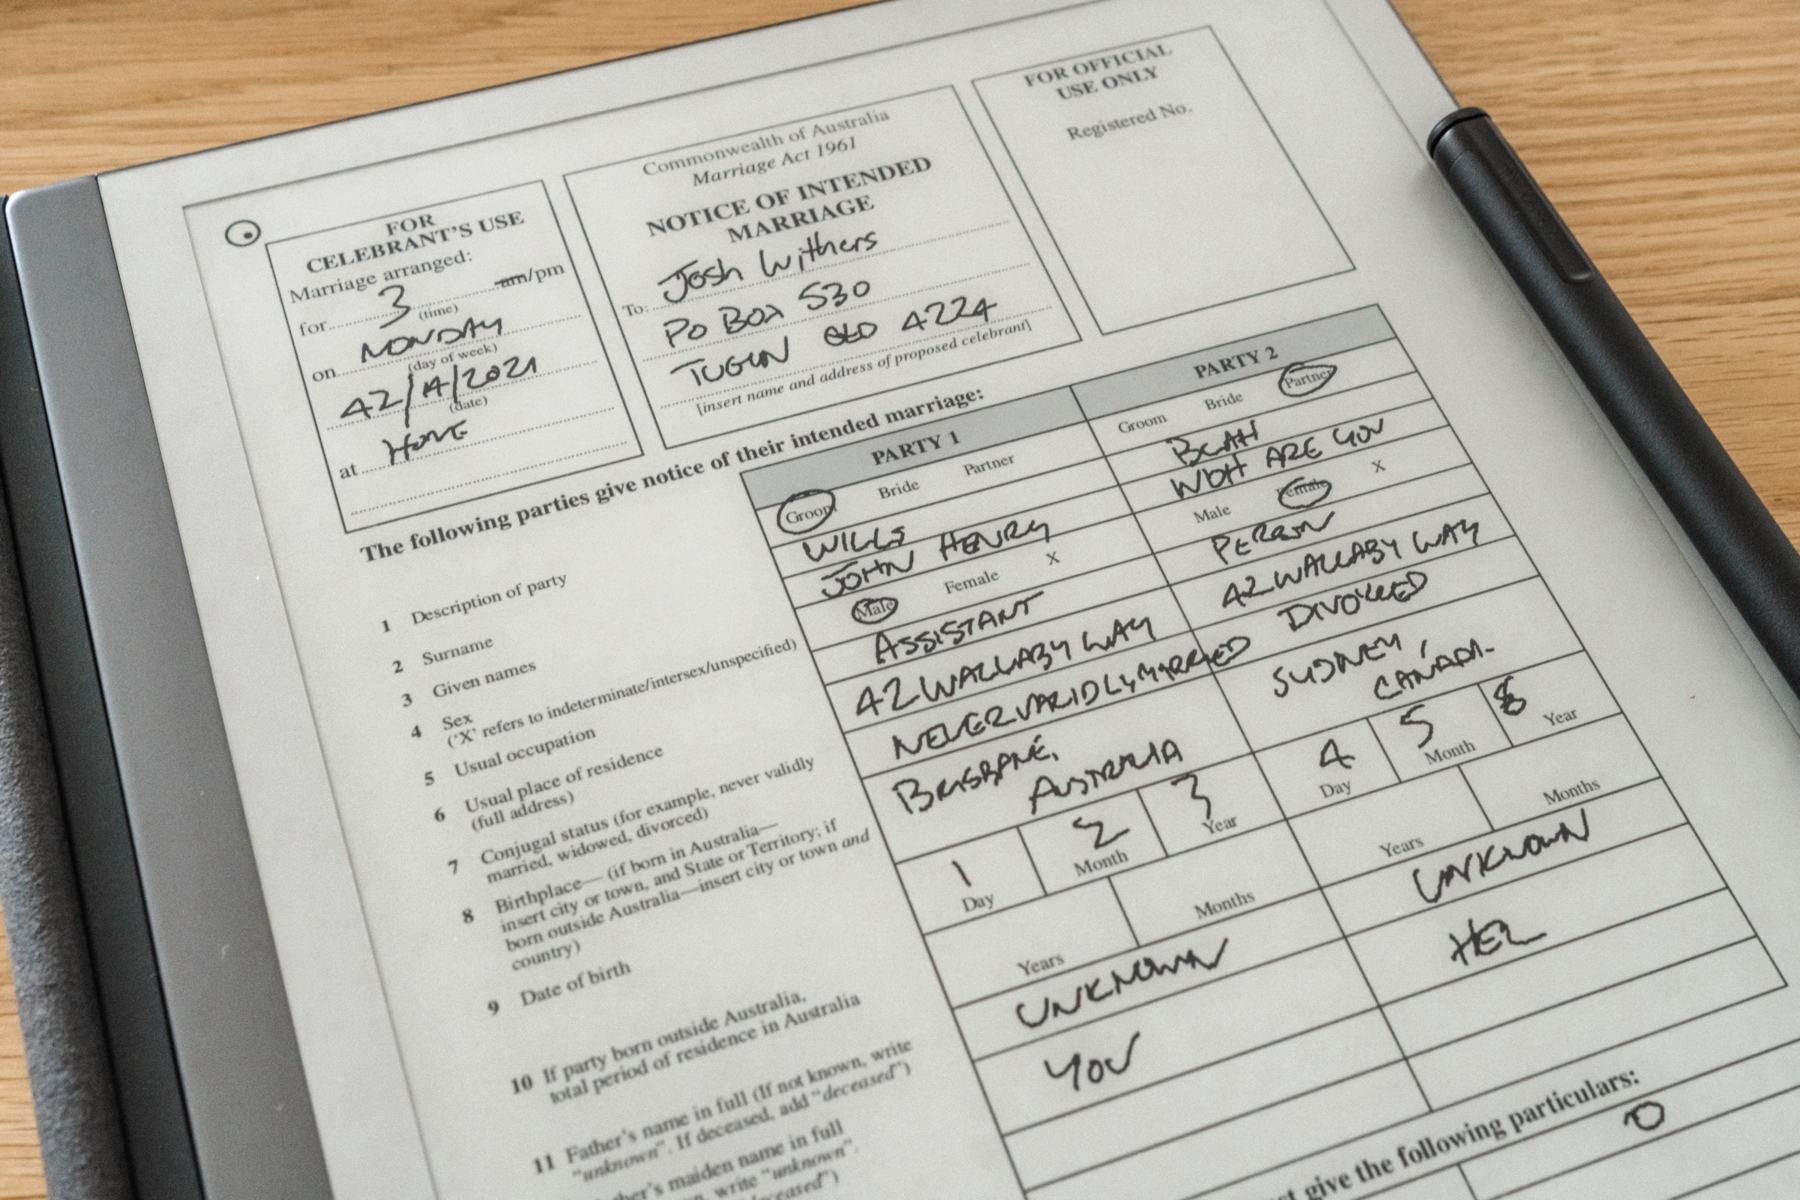 FOR
CELEBRANT'S USE
Marriage arranged:
for 3 am/pm
(time)
on MONDAY
(day of week)
42/14/2021
(date)
at HOME
Commonwealth of Australia
Marriage Act 1961
NOTICE OF INTENDED
MARRIAGE
To: Josh Withers
PO BOX 530
TUGUN QLD 4224
[insert name and address of proposed celebrant]
FOR OFFICIAL
USE ONLY
Registered No.
The following parties give notice of their intended marriage:
PARTY 1 PARTY 2
1 Description of party
Groom Bride Partner
Groom Bride Partner
2 Surname
WILLS
BLAH
3 Given names
JOHN HENRY
WOH ARE YOU
4 Sex
('X' refers to indeterminate/intersex/unspecified)
Male Female X
Male Female X
5 Usual occupation
ASSISTANT
PERSON
6 Usual place of residence
(full address)
42 WALLABY WAY
42 WALLABY WAY
7 Conjugal status (for example, never validly
married, widowed, divorced)
NEVER VARIDLY MARRIED
DIVORCED
8 Birthplace— (if born in Australia—
insert city or town, and State or Territory; if
born outside Australia—insert city or town and
country)
BRISBANE,
AUSTRALIA
SYDNEY,
CANADA
9 Date of birth
1 2 3
Day Month Year
4 5 8
Day Month Year
10 If party born outside Australia,
total period of residence in Australia
Years Months
Years Months
11 Father's name in full (If not known, write
"unknown". If deceased, add "deceased")
UNKNOWN
UNKNOWN
maiden name in full
write "unknown".
YOU
give the following particulars:
0